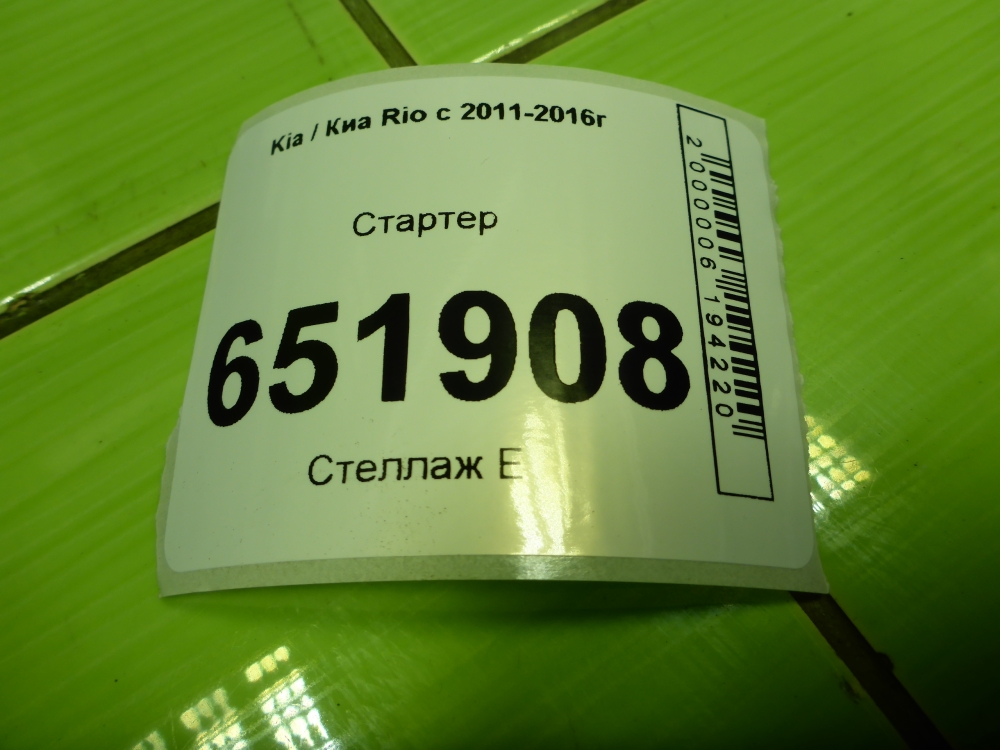 Kia / Киа Rio с 2011-2016г
Стартер
651908
Стеллаж Е
2000006194220